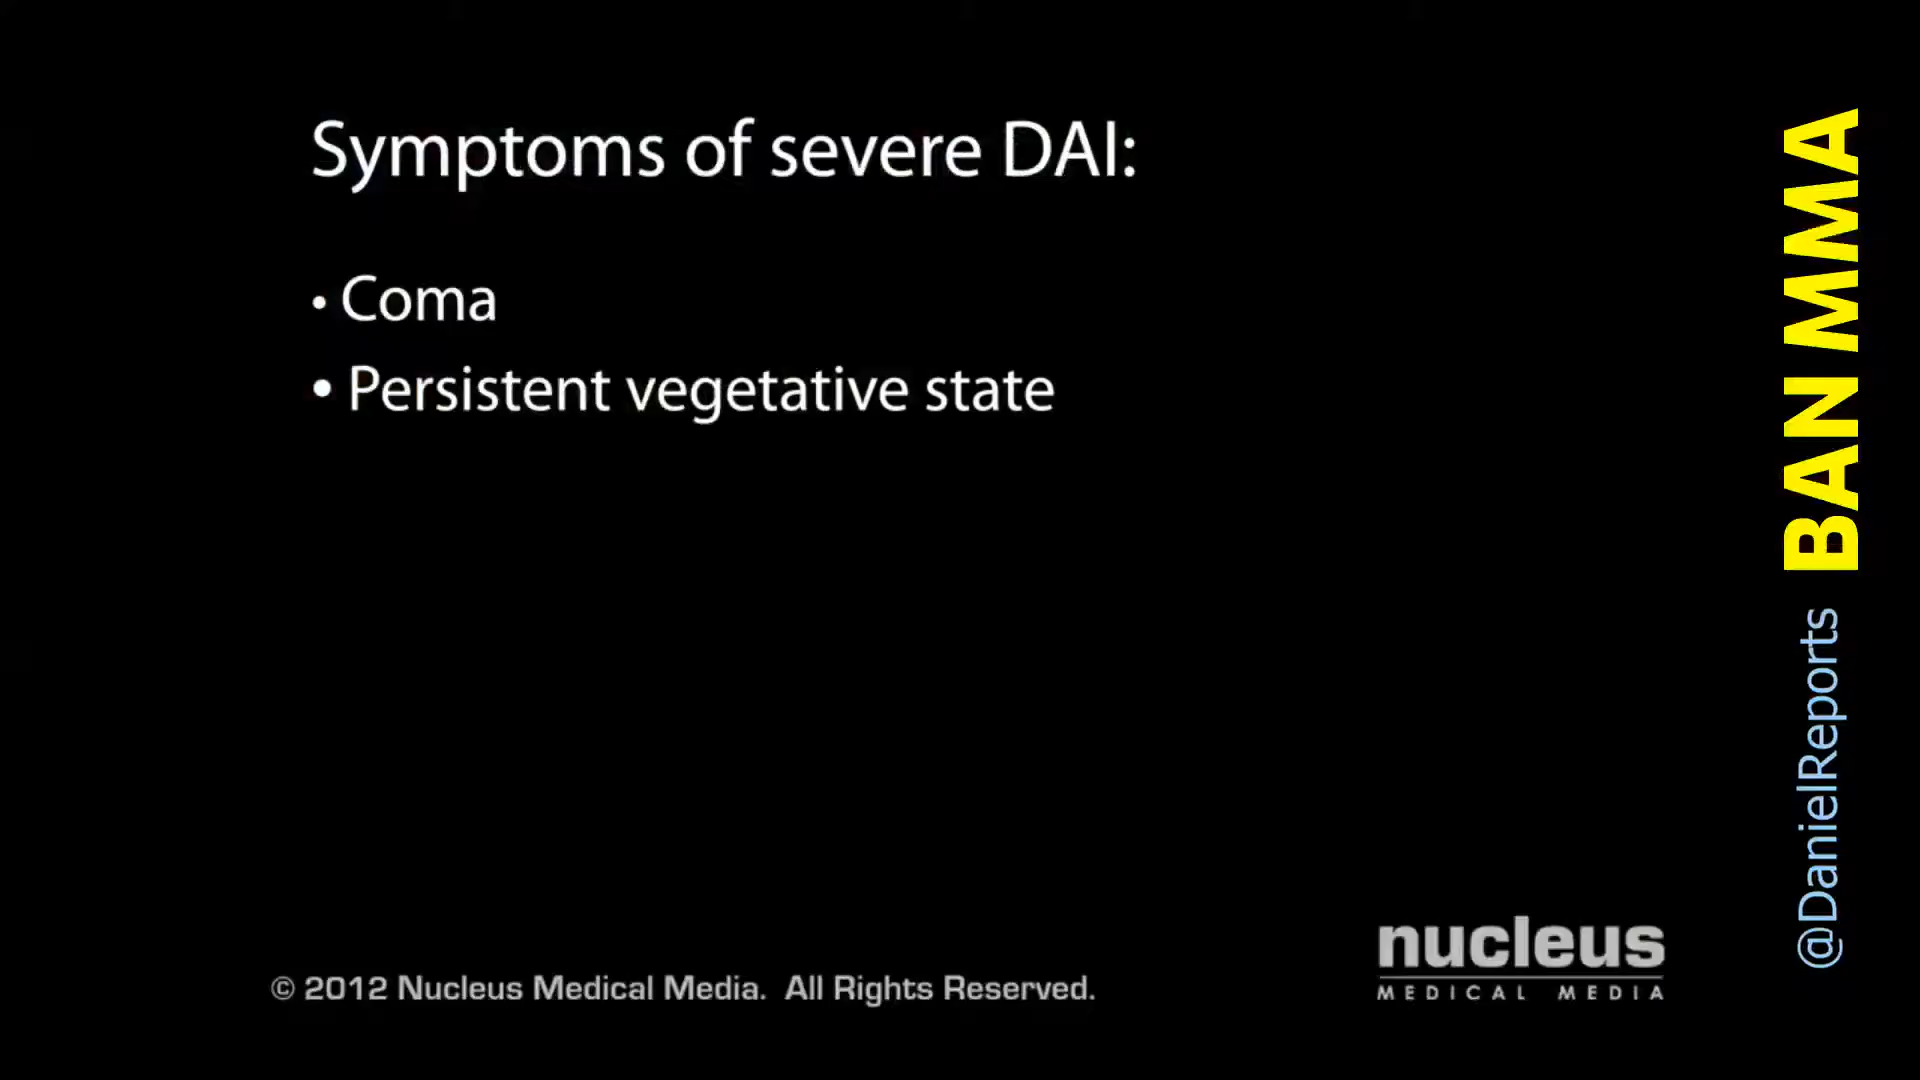 Symptoms of severe DAI:
• Coma
• Persistent vegetative state
© 2012 Nucleus Medical Media. All Rights Reserved.
nucleus
MEDICAL MEDIA
@DanielReports BAN MMA